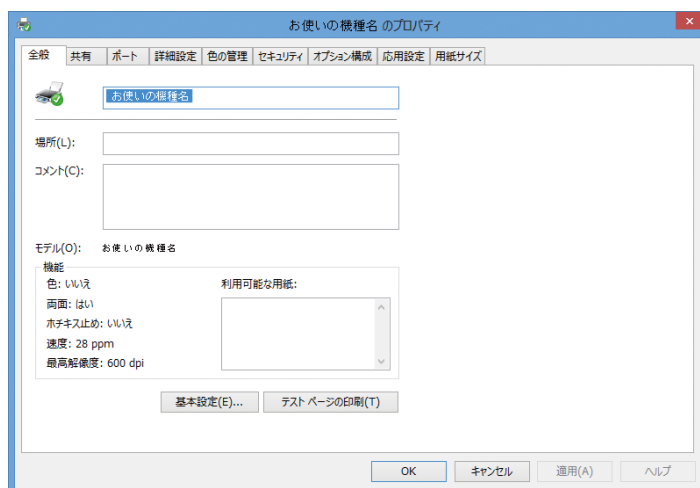 お使いの機種名 のプロパティ
全般 共有 ポート 詳細設定 色の管理 セキュリティ オプション構成 応用設定 用紙サイズ
お使いの機種名
場所(L):
コメント(C):
モデル(O): お使いの機種名
機能
色: いいえ 利用可能な用紙:
両面: はい
ホチキス止め: いいえ
速度: 28 ppm
最高解像度: 600 dpi
基本設定(E)... テスト ページの印刷(T)
OK キャンセル 適用(A) ヘルプ